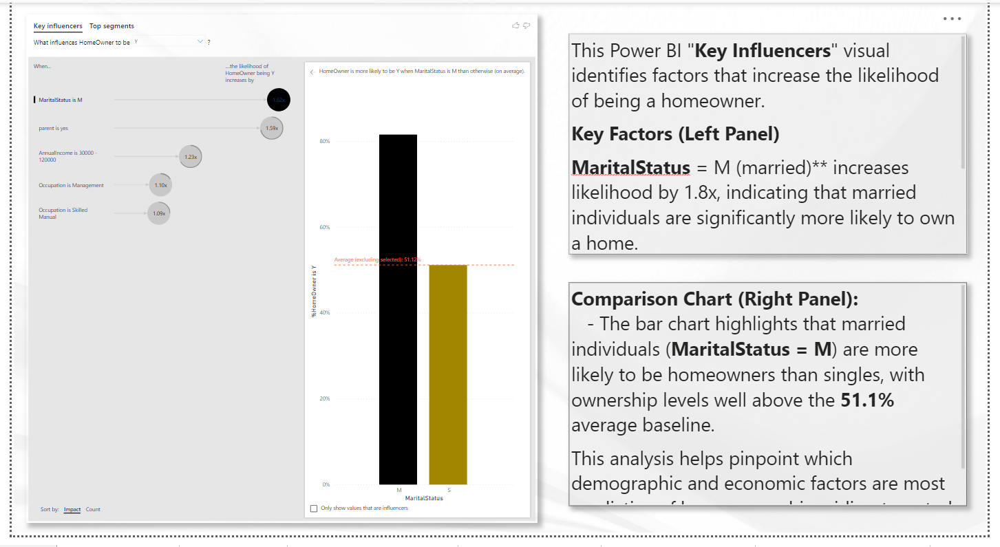 Key influencers Top segments
What influences HomeOwner to be Y ?
When...
...the likelihood of
HomeOwner being Y
increases by
MaritalStatus is M
1.62x
parent is yes
1.59x
AnnualIncome is 30000 -
120000
1.23x
Occupation is Management
1.10x
Occupation is Skilled
Manual
1.09x
Sort by: Impact Count
HomeOwner is more likely to be Y when MaritalStatus is M than otherwise (on average).
80%
60%
Average (excluding selected): 51.12%
40%
20%
0%
%HomeOwner is Y
M S
MaritalStatus
Only show values that are influencers
This Power BI "Key Influencers" visual
identifies factors that increase the likelihood
of being a homeowner.
Key Factors (Left Panel)
MaritalStatus = M (married)** increases
likelihood by 1.8x, indicating that married
individuals are significantly more likely to own
a home.
Comparison Chart (Right Panel):
- The bar chart highlights that married
individuals (MaritalStatus = M) are more
likely to be homeowners than singles, with
ownership levels well above the 51.1%
average baseline.
This analysis helps pinpoint which
demographic and economic factors are most